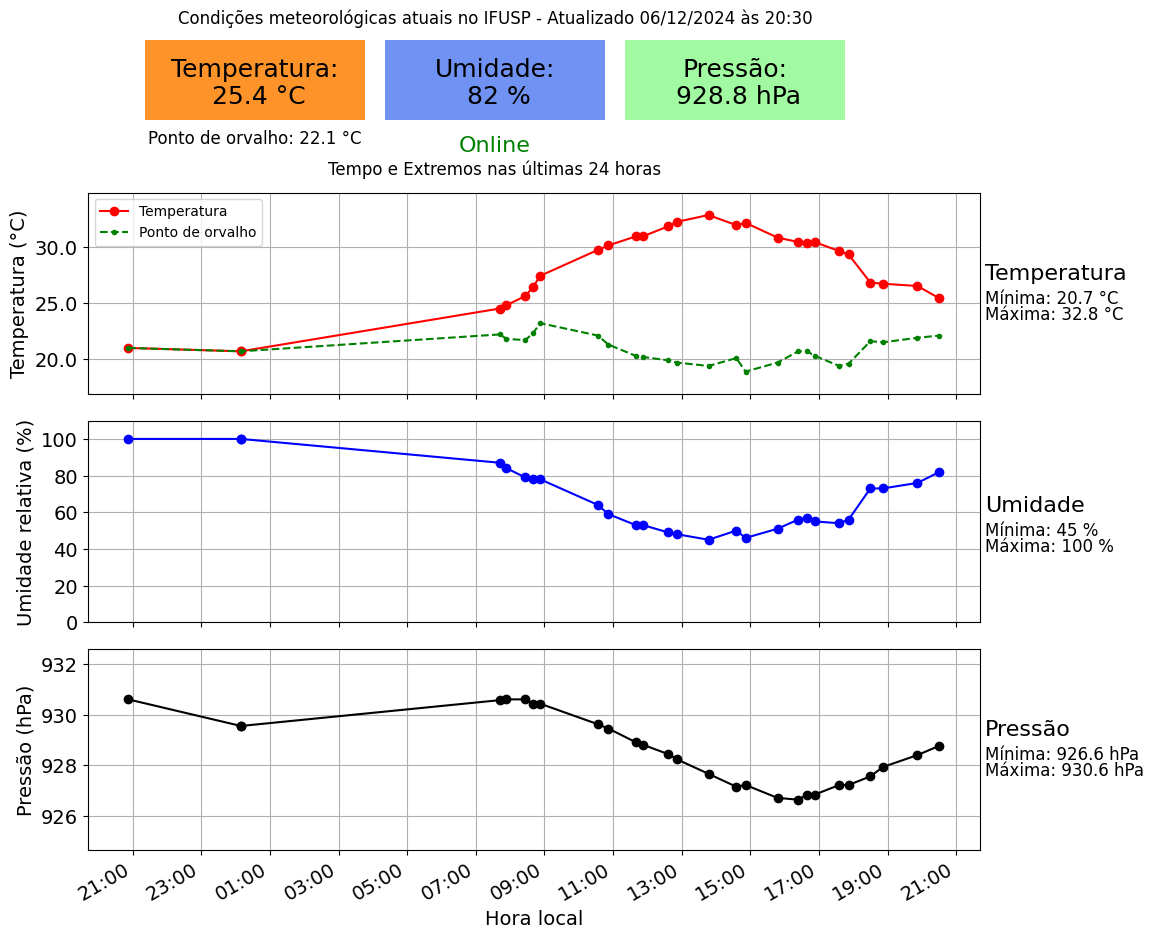 Condições meteorológicas atuais no IFUSP - Atualizado 06/12/2024 às 20:30
Temperatura:
25.4 °C
Umidade:
82 %
Pressão:
928.8 hPa
Ponto de orvalho: 22.1 °C
Online
Tempo e Extremos nas últimas 24 horas
Temperatura (°C)
30.0
25.0
20.0
Temperatura
Ponto de orvalho
Temperatura
Mínima: 20.7 °C
Máxima: 32.8 °C
Umidade relativa (%)
100
80
60
40
20
0
Umidade
Mínima: 45 %
Máxima: 100 %
Pressão (hPa)
932
930
928
926
Pressão
Mínima: 926.6 hPa
Máxima: 930.6 hPa
21:00 23:00 01:00 03:00 05:00 07:00 09:00 11:00 13:00 15:00 17:00 19:00 21:00
Hora local